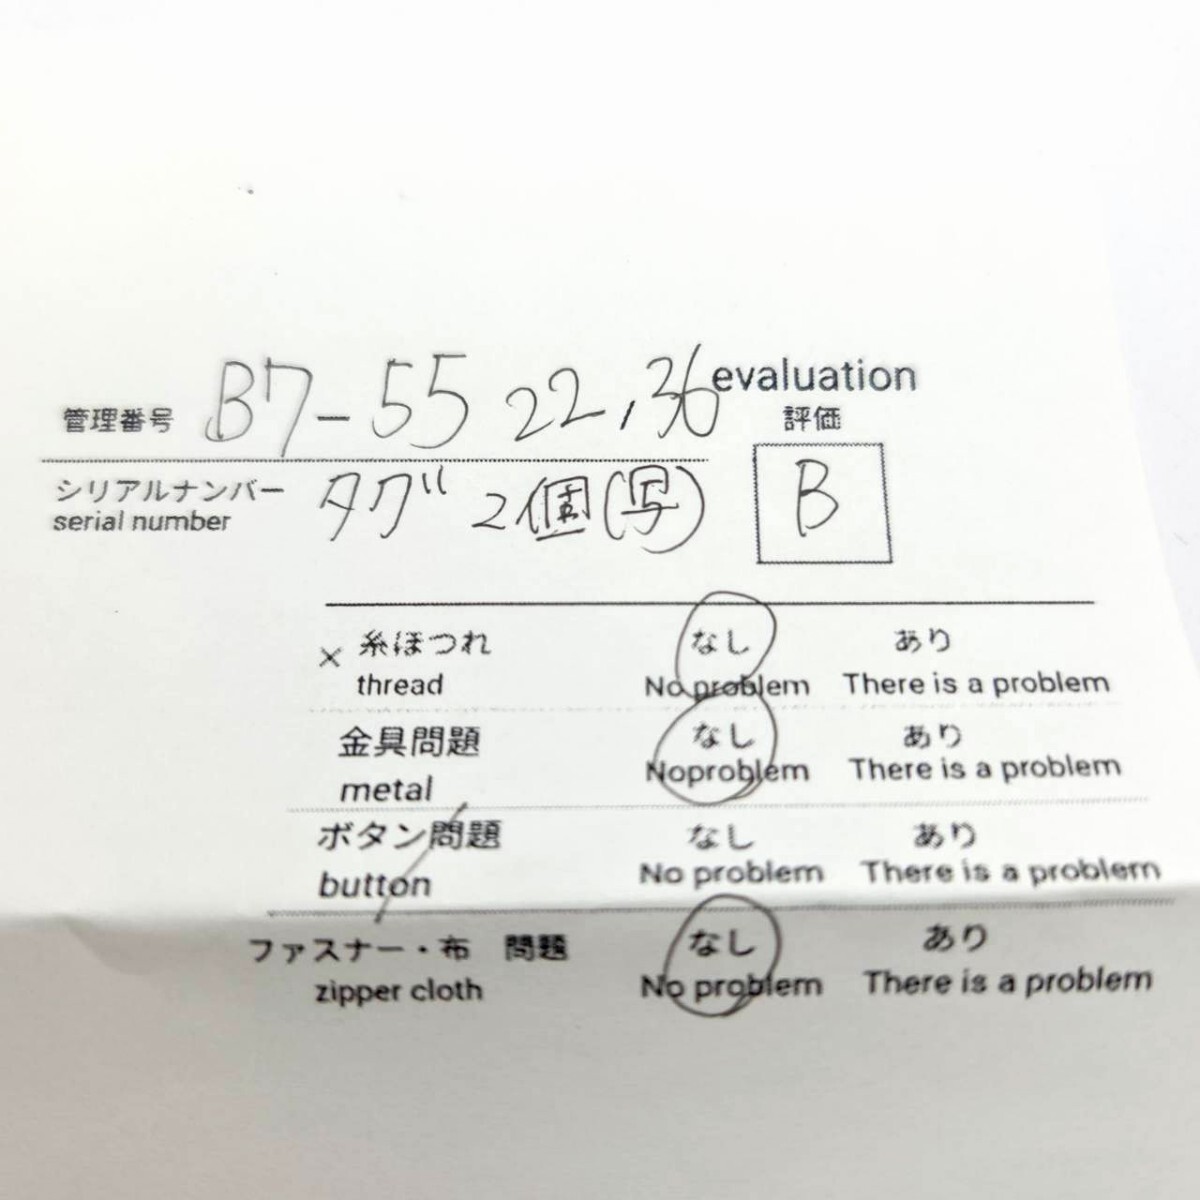 管理番号 B7-55 22,36 evaluation
評価
シリアルナンバー タグ 2個(写) B
serial number
× 糸ほつれ なし あり
thread No problem There is a problem
金具問題 なし あり
metal Noproblem There is a problem
ボタン問題 なし あり
button No problem There is a problem
ファスナー・布 問題 なし あり
zipper cloth No problem There is a problem